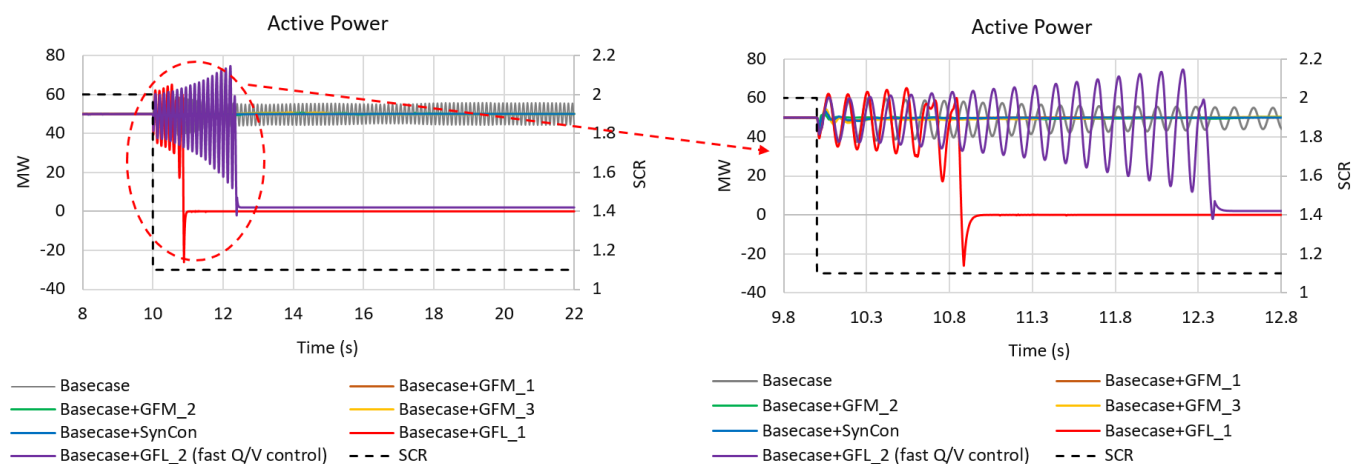 Active Power
80
60
40
20
0
-20
-40
MW
2.2
2
1.8
1.6
1.4
1.2
1
SCR
8 10 12 14 16 18 20 22
Time (s)
Basecase
Basecase+GFM_1
Basecase+GFM_2
Basecase+GFM_3
Basecase+SynCon
Basecase+GFL_1
Basecase+GFL_2 (fast Q/V control)
SCR
Active Power
80
60
40
20
0
-20
-40
MW
2.2
2
1.8
1.6
1.4
1.2
1
SCR
9.8 10.3 10.8 11.3 11.8 12.3 12.8
Time (s)
Basecase
Basecase+GFM_1
Basecase+GFM_2
Basecase+GFM_3
Basecase+SynCon
Basecase+GFL_1
Basecase+GFL_2 (fast Q/V control)
SCR